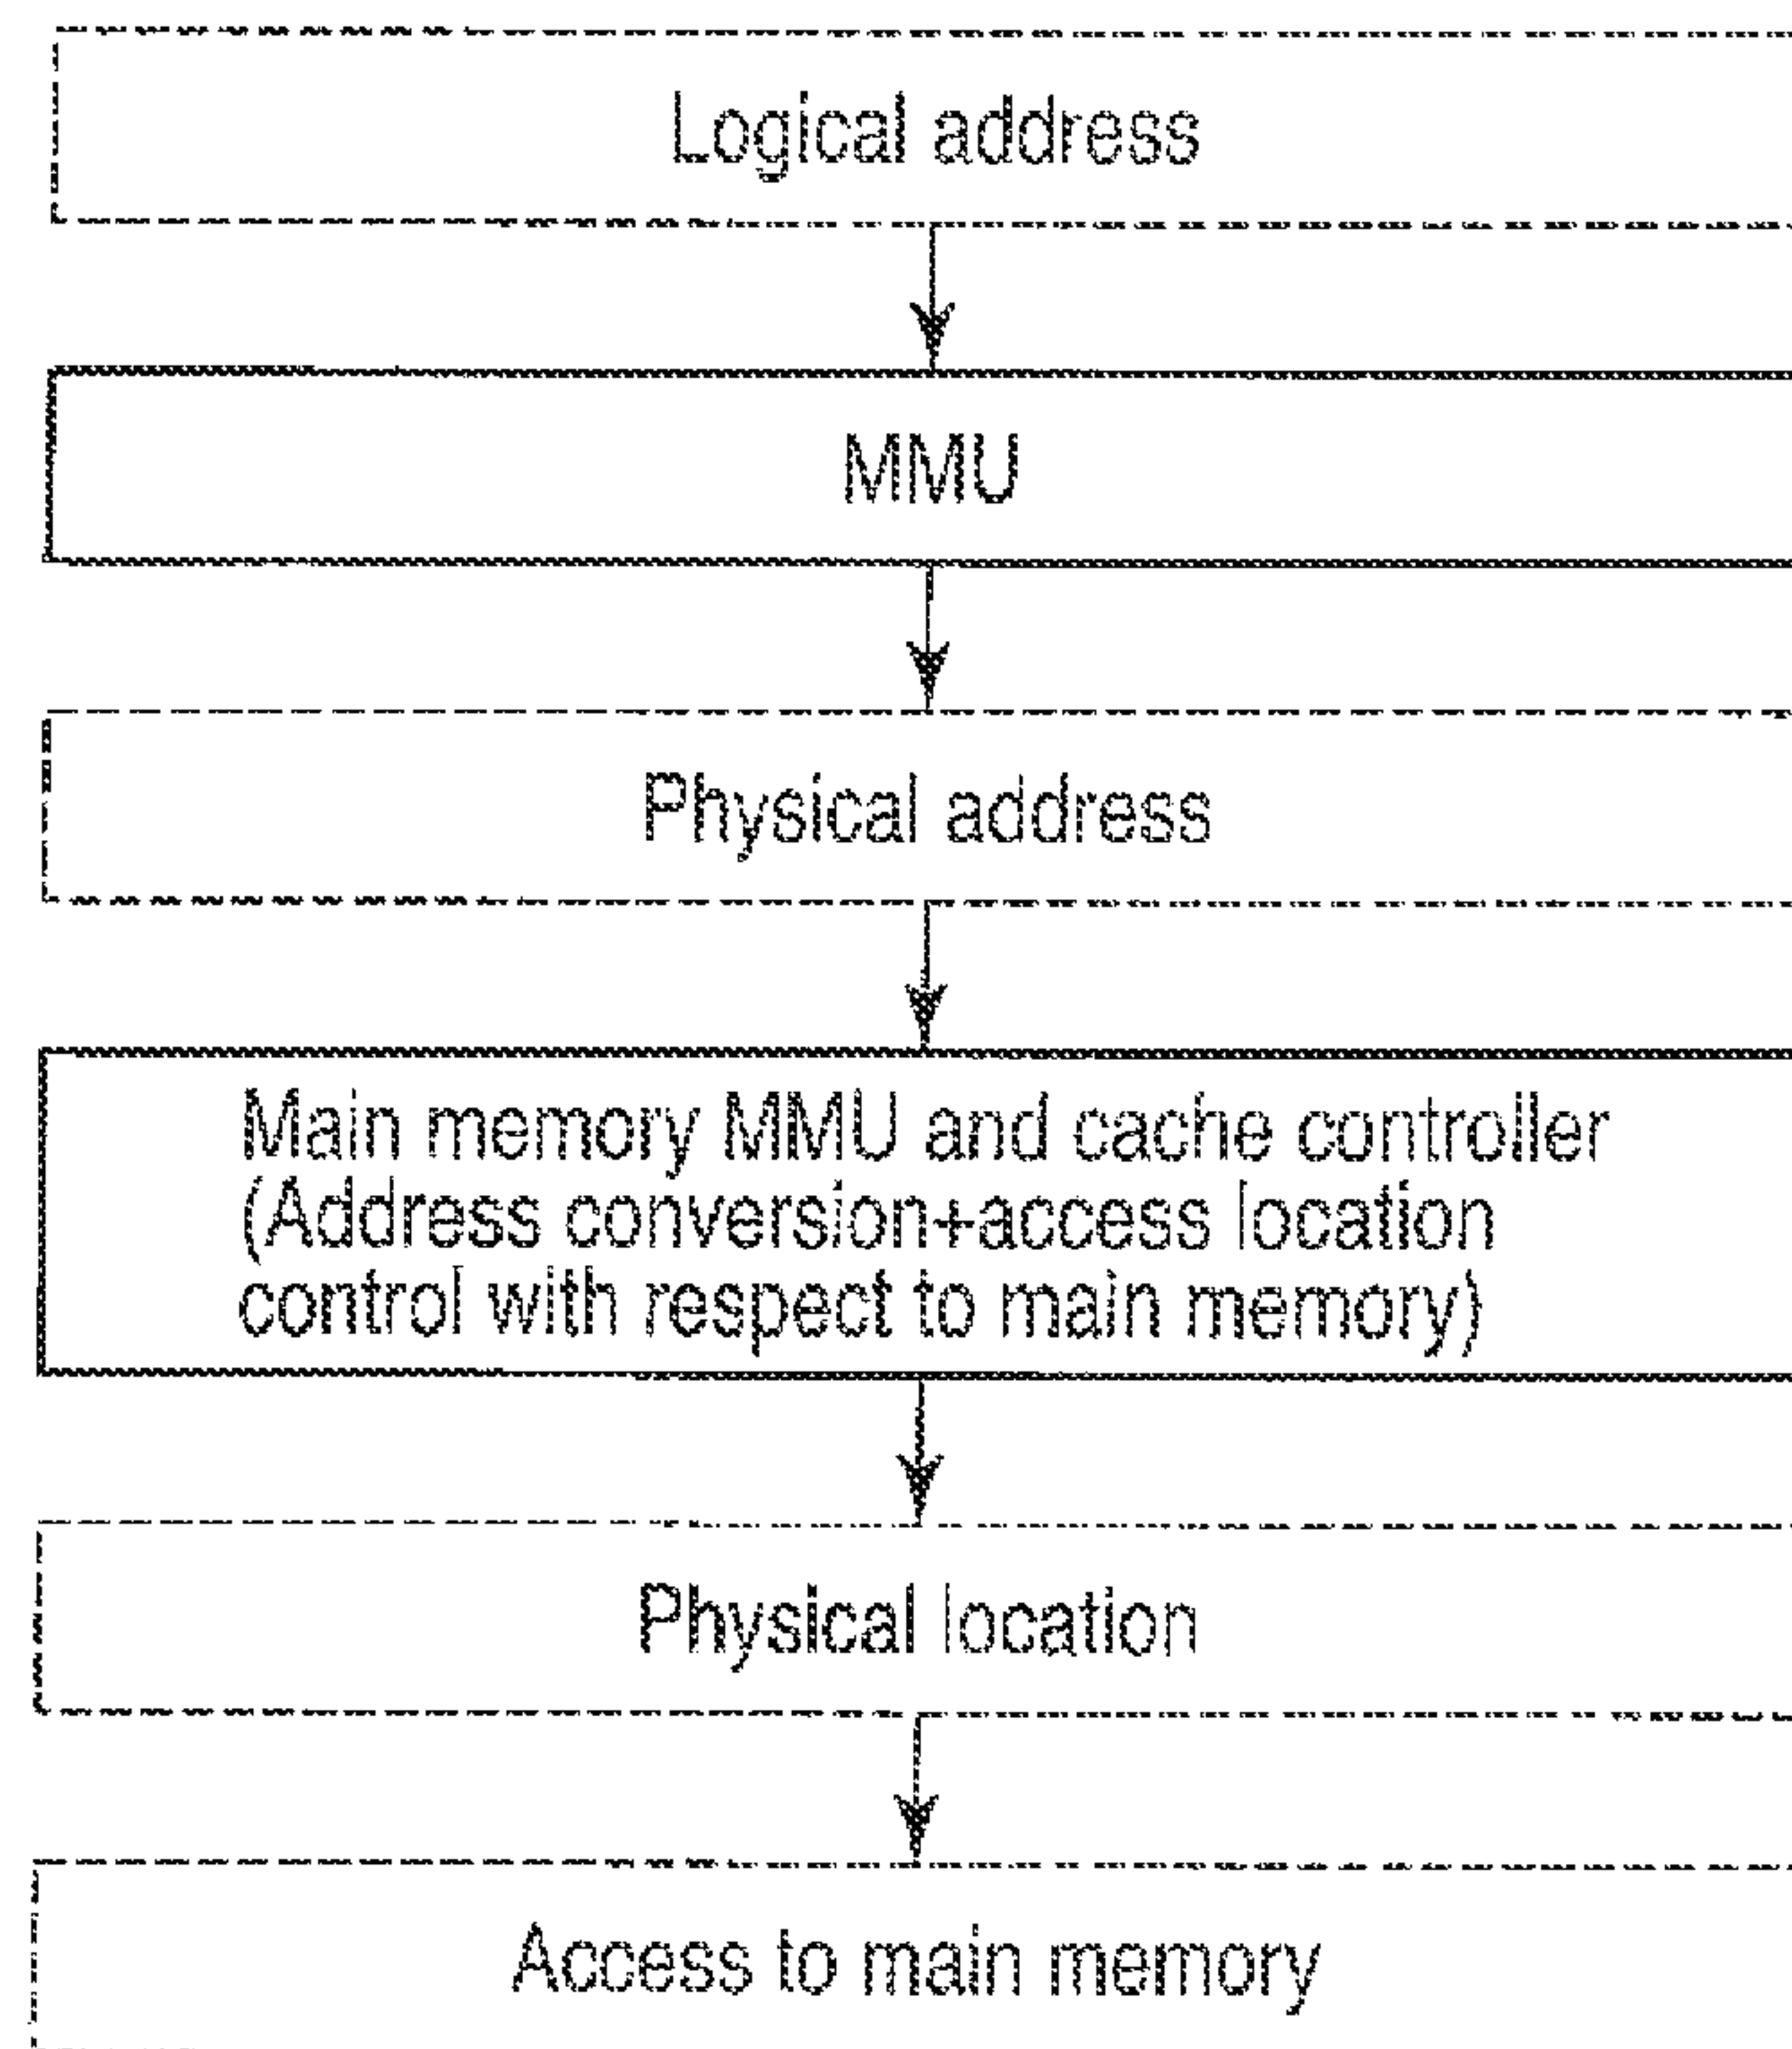 Logical address
MMU
Physical address
Main memory MMU and cache controller
(Address conversion+access location
control with respect to main memory)
Physical location
Access to main memory